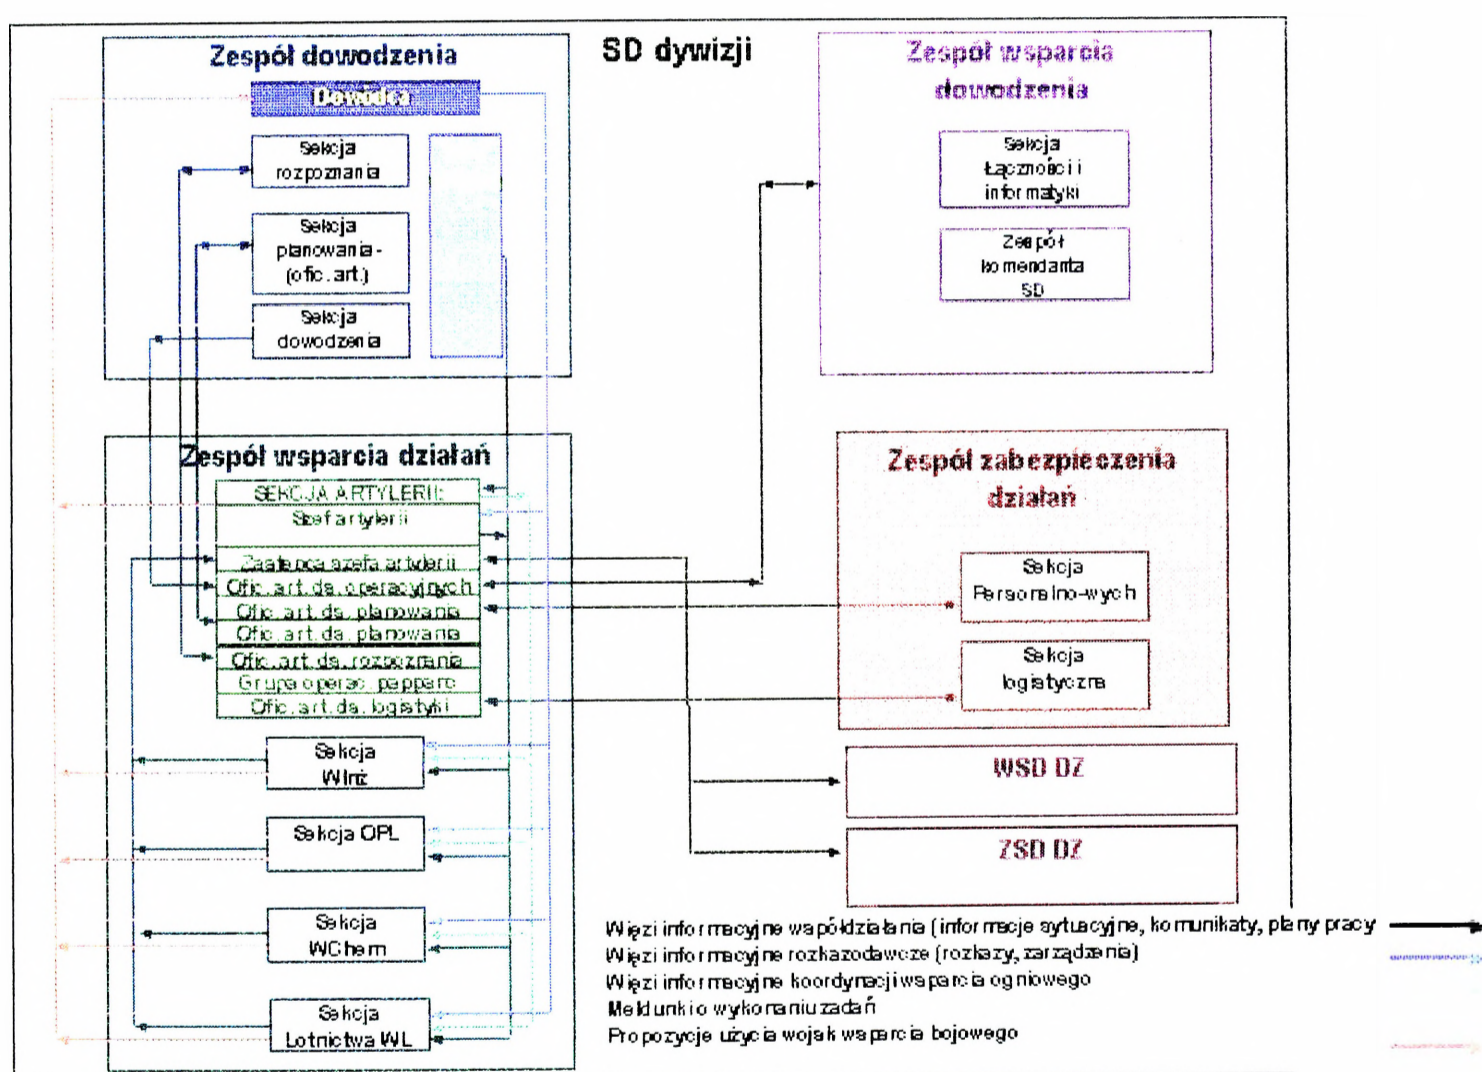 SD dywizji
Zespół dowodzenia
Dowódca
Sekcja
rozpoznania
Sekcja
planowania-
(ofic. art.)
Sekcja
dowodzenia
Zespół wsparcia
dowodzenia
Sekcja
Łączności i
informatyki
Zespół
komendanta
SD
Zespół wsparcia działań
SEKCJA ARTYLERII:
Szef artylerii
Zastępca szefa artylerii
Ofic. art. ds. operacyjnych
Ofic. art. ds. planowania
Ofic. art. ds. planowania
Ofic. art. ds. rozpoznania
Grupa operac.
Ofic. art. ds. logistyki
Sekcja
WInż
Sekcja OPL
Sekcja
WChem
Sekcja
Lotnictwa WL
Zespół zabezpieczenia
działań
Sekcja
Personalno-wych
Sekcja
logistyczna
WSD DZ
ZSD DZ
Więzi informacyjne współdziałania (informacje sytuacyjne, komunikaty, plany pracy
Więzi informacyjne rozkazodawcze (rozkazy, zarządzenia)
Więzi informacyjne koordynacji wsparcia ogniowego
Meldunki o wykonaniu zadań
Propozycje użycia wojsk wsparcia bojowego